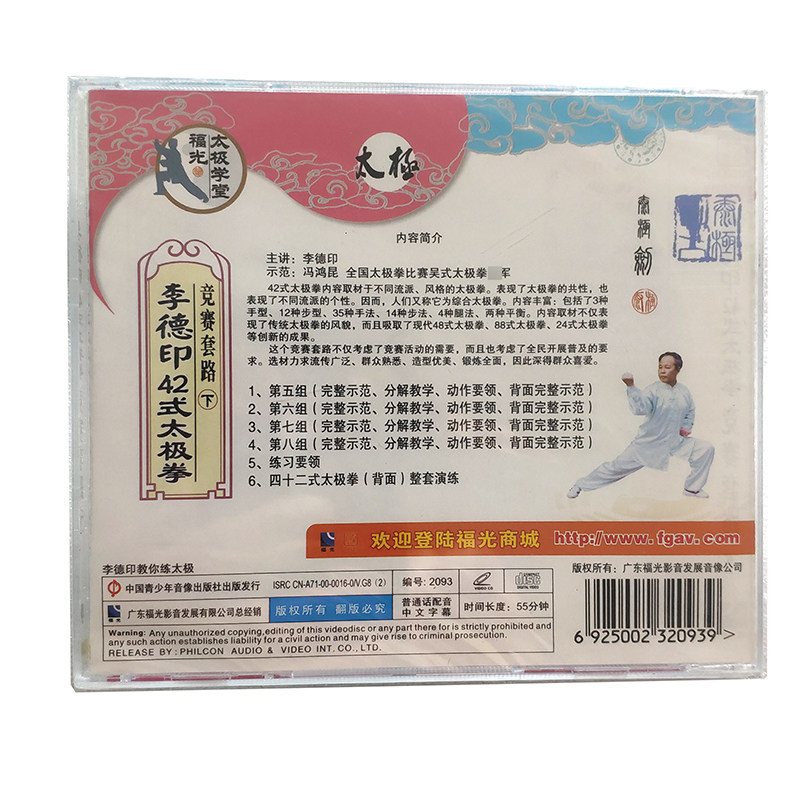 福光
太极学堂
太極
内容简介
主讲：李德印
示范：冯鸿昆 全国太极拳比赛吴式太极拳 军
42式太极拳内容取材于不同流派、风格的太极拳。表现了太极拳的共性，也
表现了不同流派的个性。因而，人们又称它为综合太极拳。内容丰富：包括了3种
手型、12种步型、35种手法、14种步法、4种腿法、两种平衡。内容取材不仅表
现了传统太极拳的风貌，而且吸取了现代48式太极拳、88式太极拳、24式太极拳
等创新的成果。
这个竞赛套路不仅考虑了竞赛活动的需要，而且也考虑了全民开展普及的要
求。选材力求流传广泛、群众熟悉、造型优美、锻炼全面，因此深得群众喜爱。
竞赛套路 下
李德印42式太极拳
1、第五组（完整示范、分解教学、动作要领、背面完整示范）
2、第六组（完整示范、分解教学、动作要领、背面完整示范）
3、第七组（完整示范、分解教学、动作要领、背面完整示范）
4、第八组（完整示范、分解教学、动作要领、背面完整示范）
5、练习要领
6、四十二式太极拳（背面）整套演练
福光
欢迎登陆福光商城 http://www.fgav.com
李德印教你练太极
版权所有：广东福光影音发展音像公司
中国青少年音像出版社出版发行
ISRC CN-A71-00-0016-0/V.G8（2）
编号：2093
VIDEO CD
COMPACT disc DIGITAL VIDEO
福光
广东福光影音发展有限公司总经销
版权所有 翻版必究
普通话配音
中文字幕
时间长度：55分钟
Warning: Any unauthorized copying,editing of this videodisc or any part there for is strictly prohibited and
any such action establishes liability for a civil action and may give rise to criminal prosecution.
RELEASE BY:PHILCON AUDIO & VIDEO INT. CO., LTD.
6 925002 320939 >